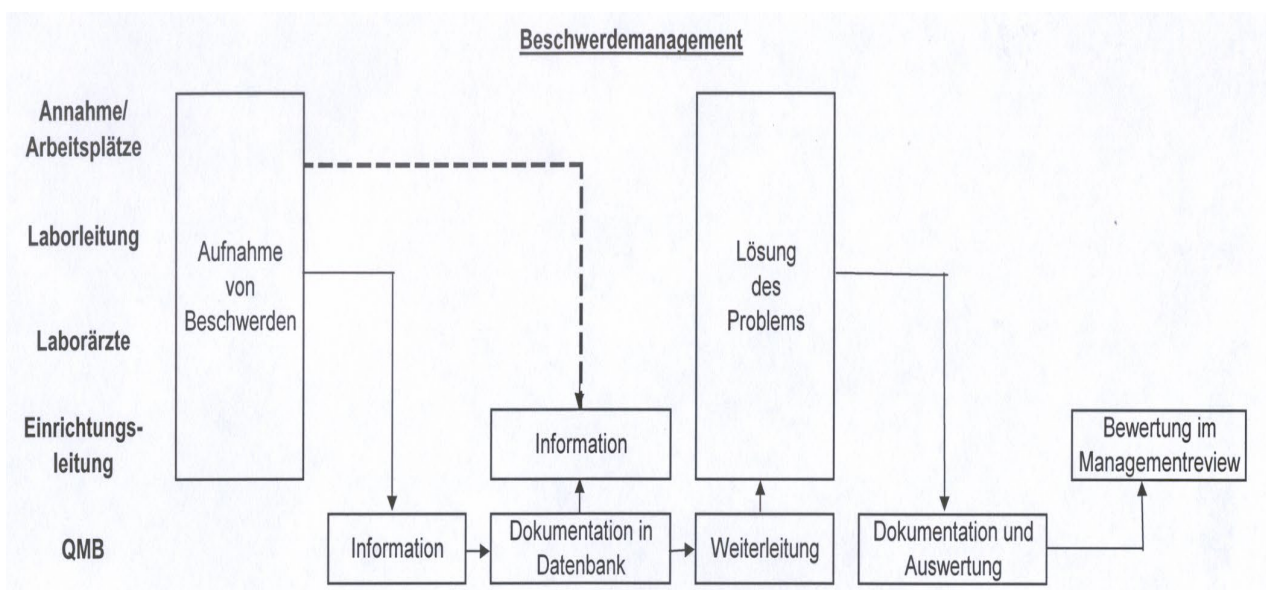 Beschwerdemanagement
Annahme/
Arbeitsplätze
Laborleitung
Laborärzte
Einrichtungs-
leitung
QMB
Aufnahme
von
Beschwerden
Information
Information
Dokumentation in
Datenbank
Lösung
des
Problems
Weiterleitung
Dokumentation und
Auswertung
Bewertung im
Managementreview